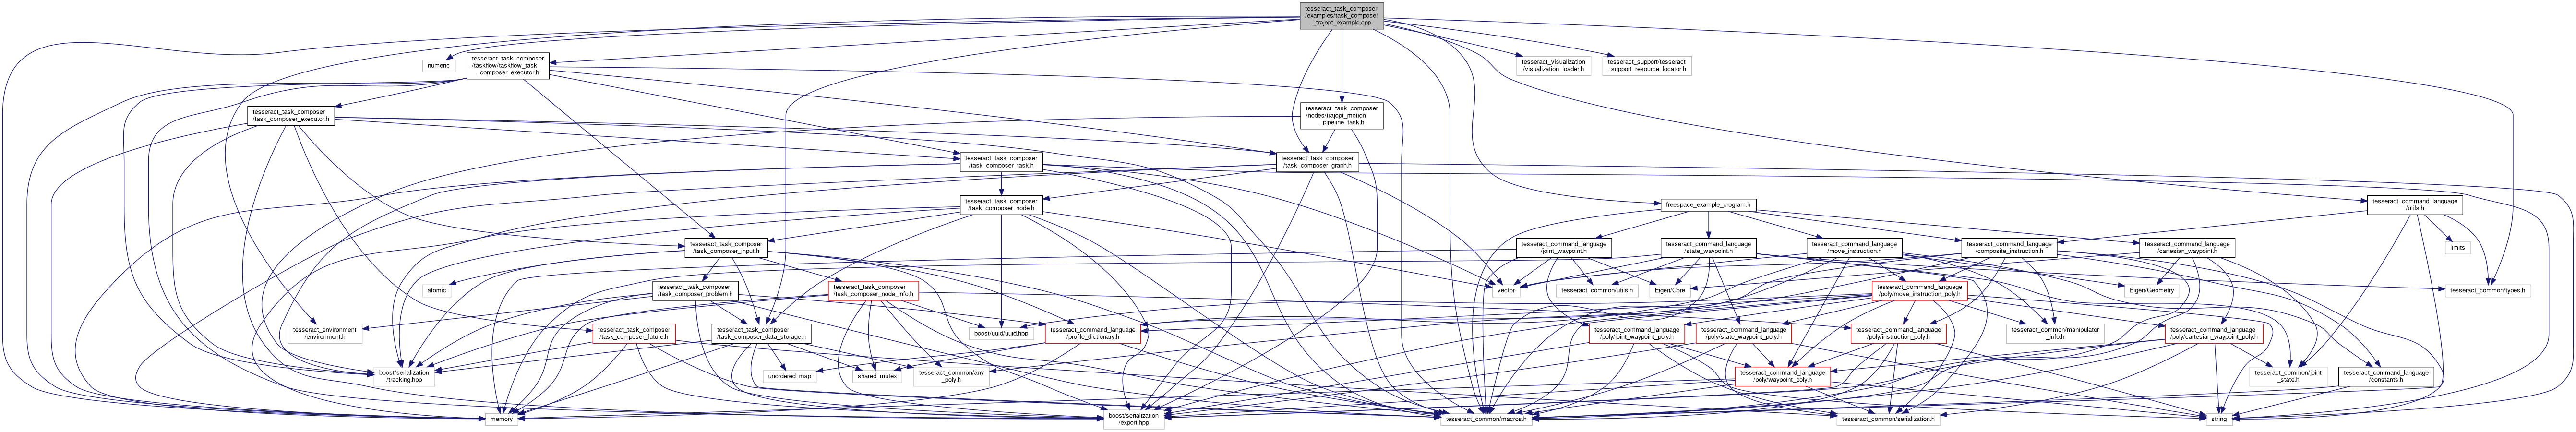 tesseract_task_composer
/examples/task_composer
_trajopt_example.cpp
numeric
tesseract_task_composer
/taskflow/taskflow_task
_composer_executor.h
tesseract_visualization
/visualization_loader.h
tesseract_support/tesseract
_support_resource_locator.h
tesseract_task_composer
/task_composer_executor.h
tesseract_task_composer
/nodes/trajopt_motion
_pipeline_task.h
tesseract_task_composer
/task_composer_task.h
tesseract_task_composer
/task_composer_graph.h
tesseract_task_composer
/task_composer_node.h
freespace_example_program.h
tesseract_command_language
/utils.h
tesseract_task_composer
/task_composer_input.h
tesseract_command_language
/joint_waypoint.h
tesseract_command_language
/state_waypoint.h
tesseract_command_language
/move_instruction.h
tesseract_command_language
/composite_instruction.h
tesseract_command_language
/cartesian_waypoint.h
limits
atomic
tesseract_task_composer
/task_composer_problem.h
tesseract_task_composer
/task_composer_node_info.h
vector
tesseract_common/utils.h
Eigen/Core
tesseract_command_language
/poly/move_instruction_poly.h
Eigen/Geometry
tesseract_common/types.h
tesseract_environment
/environment.h
tesseract_task_composer
/task_composer_future.h
tesseract_task_composer
/task_composer_data_storage.h
boost/uuid/uuid.hpp
tesseract_command_language
/profile_dictionary.h
tesseract_command_language
/poly/joint_waypoint_poly.h
tesseract_command_language
/poly/state_waypoint_poly.h
tesseract_command_language
/poly/instruction_poly.h
tesseract_common/manipulator
_info.h
tesseract_command_language
/poly/cartesian_waypoint_poly.h
boost/serialization
/tracking.hpp
unordered_map
shared_mutex
tesseract_common/any
_poly.h
tesseract_command_language
/poly/waypoint_poly.h
tesseract_common/joint
_state.h
tesseract_command_language
/constants.h
memory
boost/serialization
/export.hpp
tesseract_common/macros.h
tesseract_common/serialization.h
string